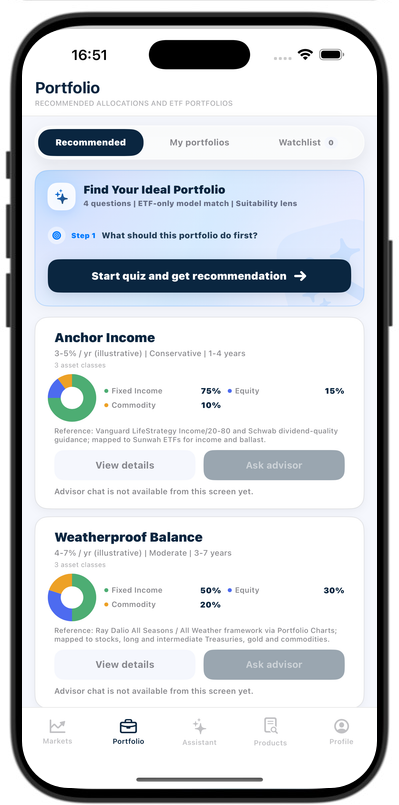 16:51
Portfolio
RECOMMENDED ALLOCATIONS AND ETF PORTFOLIOS
Recommended My portfolios Watchlist 0
Find Your Ideal Portfolio
4 questions | ETF-only model match | Suitability lens
Step 1 What should this portfolio do first?
Start quiz and get recommendation →
Anchor Income
3-5% / yr (illustrative) | Conservative | 1-4 years
3 asset classes
Fixed Income 75% Equity 15%
Commodity 10%
Reference: Vanguard LifeStrategy Income/20-80 and Schwab dividend-quality
guidance; mapped to Sunwah ETFs for income and ballast.
View details Ask advisor
Advisor chat is not available from this screen yet.
Weatherproof Balance
4-7% / yr (illustrative) | Moderate | 3-7 years
3 asset classes
Fixed Income 50% Equity 30%
Commodity 20%
Reference: Ray Dalio All Seasons / All Weather framework via Portfolio Charts;
mapped to stocks, long and intermediate Treasuries, gold and commodities.
View details Ask advisor
Advisor chat is not available from this screen yet.
Markets Portfolio Assistant Products Profile